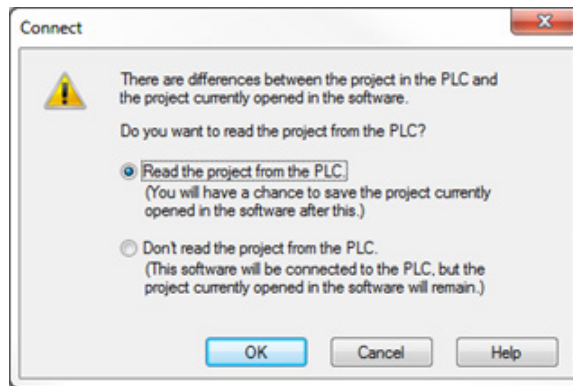 Connect
There are differences between the project in the PLC and
the project currently opened in the software.
Do you want to read the project from the PLC?
Read the project from the PLC.
(You will have a chance to save the project currently
opened in the software after this.)
Don't read the project from the PLC.
(This software will be connected to the PLC, but the
project currently opened in the software will remain.)
OK Cancel Help